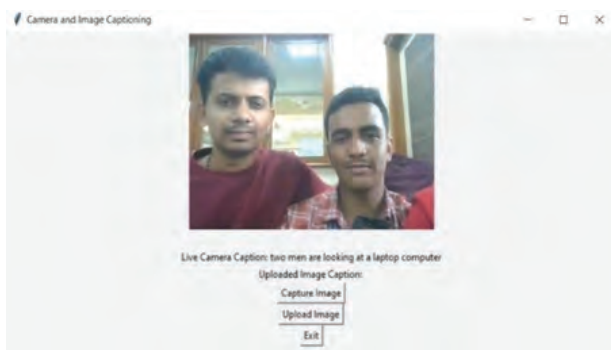 Camera and Image Captioning
Live Camera Caption: two men are looking at a laptop computer
Uploaded Image Caption:
Capture Image
Upload Image
Exit